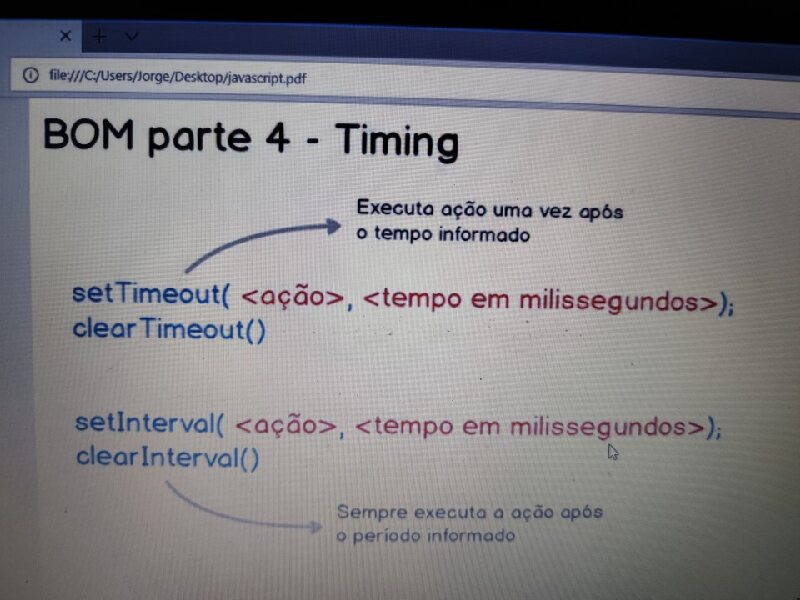 file:///C:/Users/Jorge/Desktop/javascript.pdf
BOM parte 4 - Timing
Executa ação uma vez após
o tempo informado
setTimeout( <ação>, <tempo em milissegundos>);
clearTimeout()
setInterval( <ação>, <tempo em milissegundos>);
clearInterval()
Sempre executa a ação após
o período informado